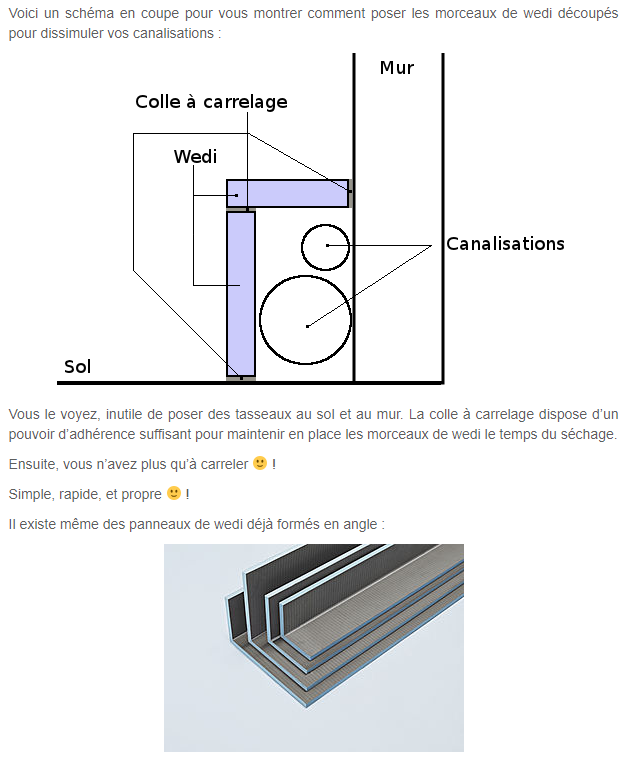 Voici un schéma en coupe pour vous montrer comment poser les morceaux de wedi découpés
pour dissimuler vos canalisations :
Mur
Colle à carrelage
Wedi
Canalisations
Sol
Vous le voyez, inutile de poser des tasseaux au sol et au mur. La colle à carrelage dispose d’un
pouvoir d’adhérence suffisant pour maintenir en place les morceaux de wedi le temps du séchage.
Ensuite, vous n’avez plus qu’à carreler 🙂 !
Simple, rapide, et propre 🙂 !
Il existe même des panneaux de wedi déjà formés en angle :